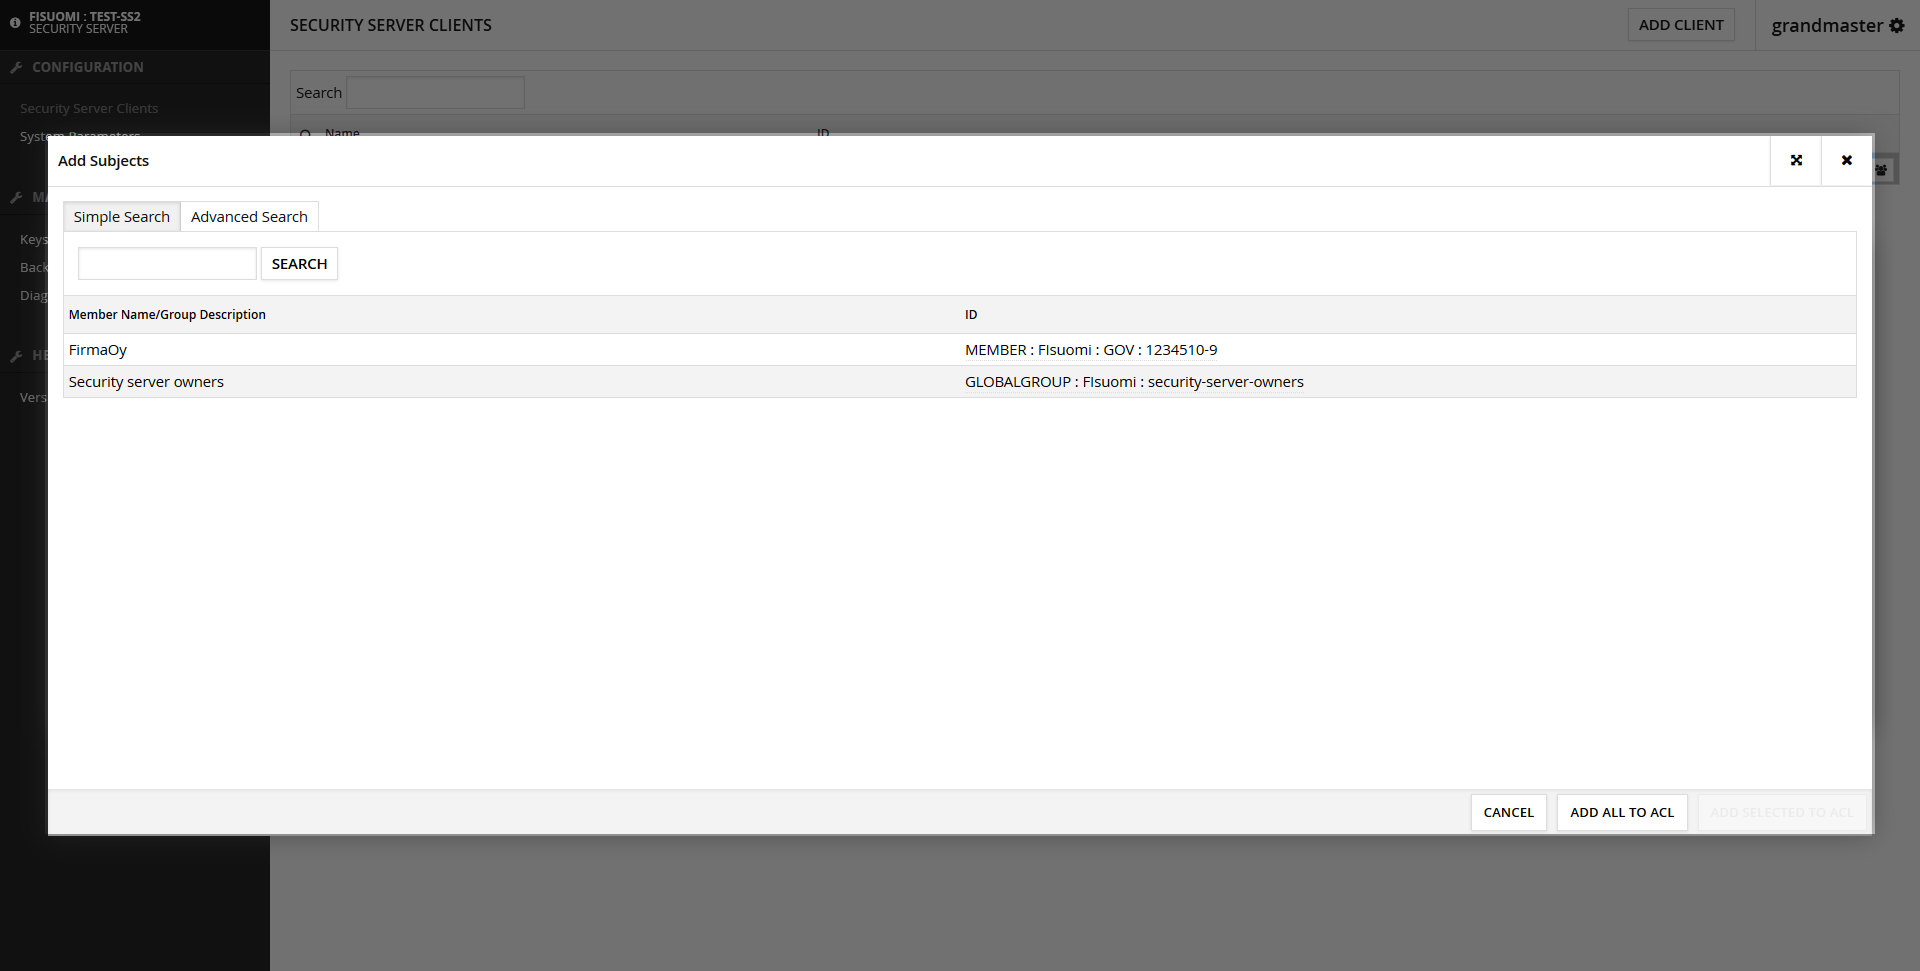 FISUOMI : TEST-SS2
SECURITY SERVER
SECURITY SERVER CLIENTS
ADD CLIENT
grandmaster
CONFIGURATION
Security Server Clients
System Parameters
Search
Name ID
Add Subjects
Simple Search Advanced Search
SEARCH
Member Name/Group Description ID
FirmaOy MEMBER : FIsuomi : GOV : 1234510-9
Security server owners GLOBALGROUP : FIsuomi : security-server-owners
Keys
Back
Diag
Vers
CANCEL ADD ALL TO ACL ADD SELECTED TO ACL